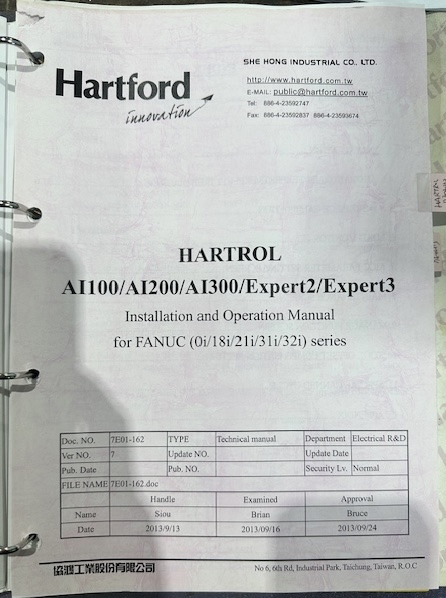 SHE HONG INDUSTRIAL CO., LTD.
Hartford
innovation
http://www.hartford.com.tw
E-MAIL: public@hartford.com.tw
Tel: 886-4-23592747
Fax: 886-4-23592837 886-4-23593674
HARTROL
AI100/AI200/AI300/Expert2/Expert3
Installation and Operation Manual
for FANUC (0i/18i/21i/31i/32i) series
Doc. NO. 7E01-162 TYPE Technical manual Department Electrical R&D
Ver NO. 7 Update NO. Update Date
Pub. Date Pub. NO. Security Lv. Normal
FILE NAME 7E01-162.doc
Handle Examined Approval
Name Siou Brian Bruce
Date 2013/9/13 2013/09/16 2013/09/24
協鴻工業股份有限公司 No 6, 6th Rd, Industrial Park, Taichung, Taiwan, R.O.C